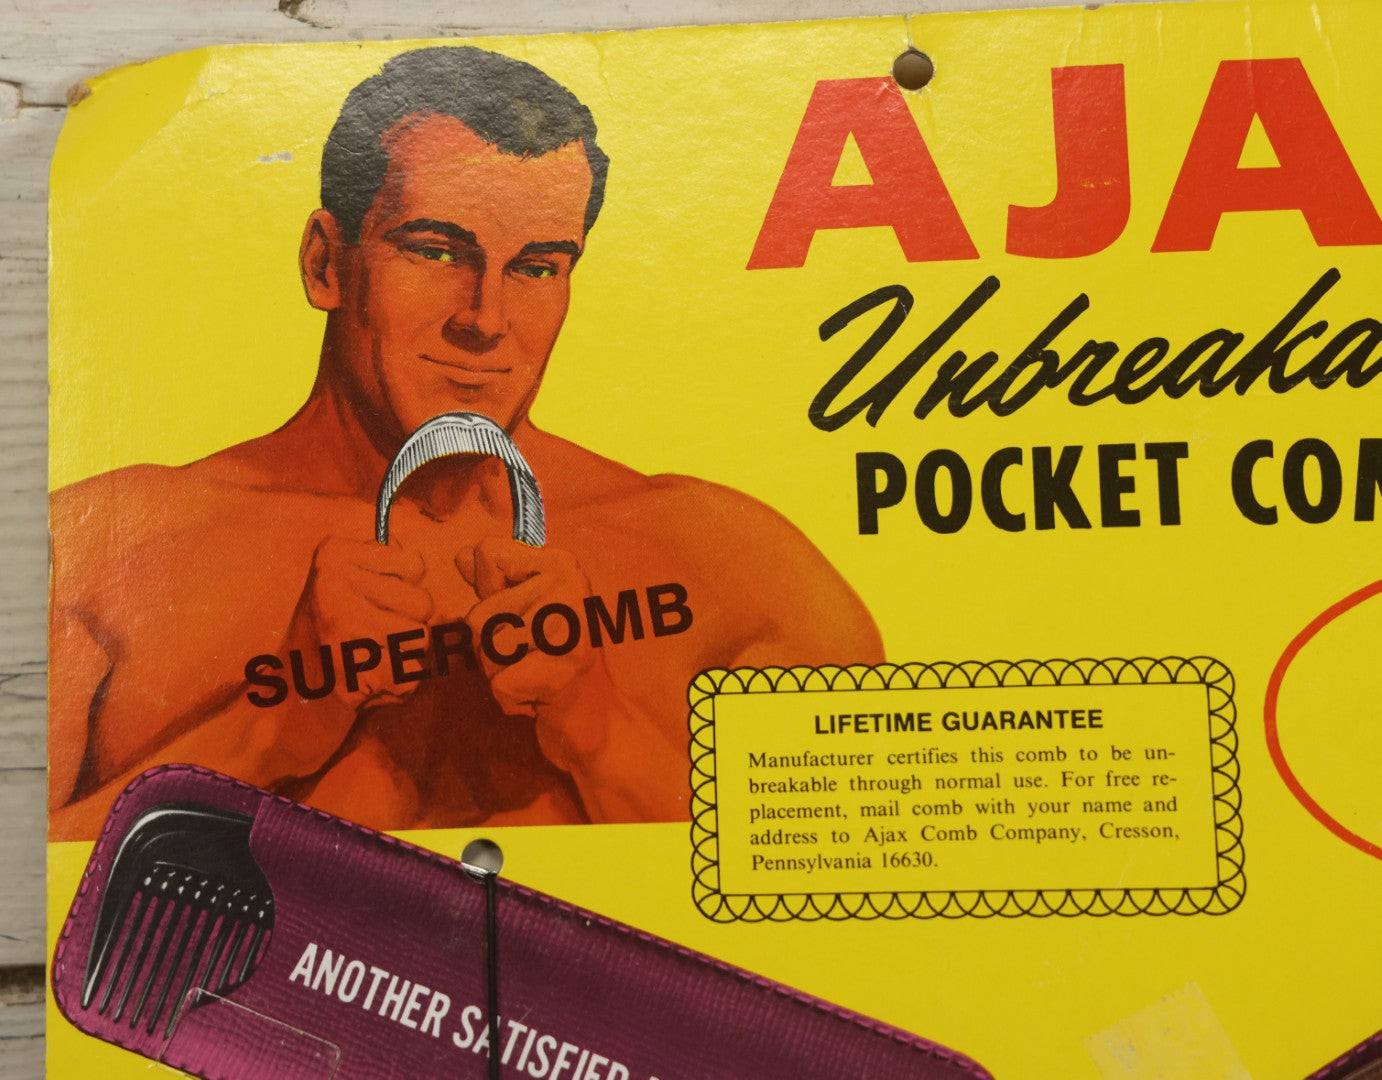 AJA
Unbreaka
POCKET COM
SUPERCOMB
LIFETIME GUARANTEE
Manufacturer certifies this comb to be un-
breakable through normal use. For free re-
placement, mail comb with your name and
address to Ajax Comb Company, Cresson,
Pennsylvania 16630.
ANOTHER SATISFIED